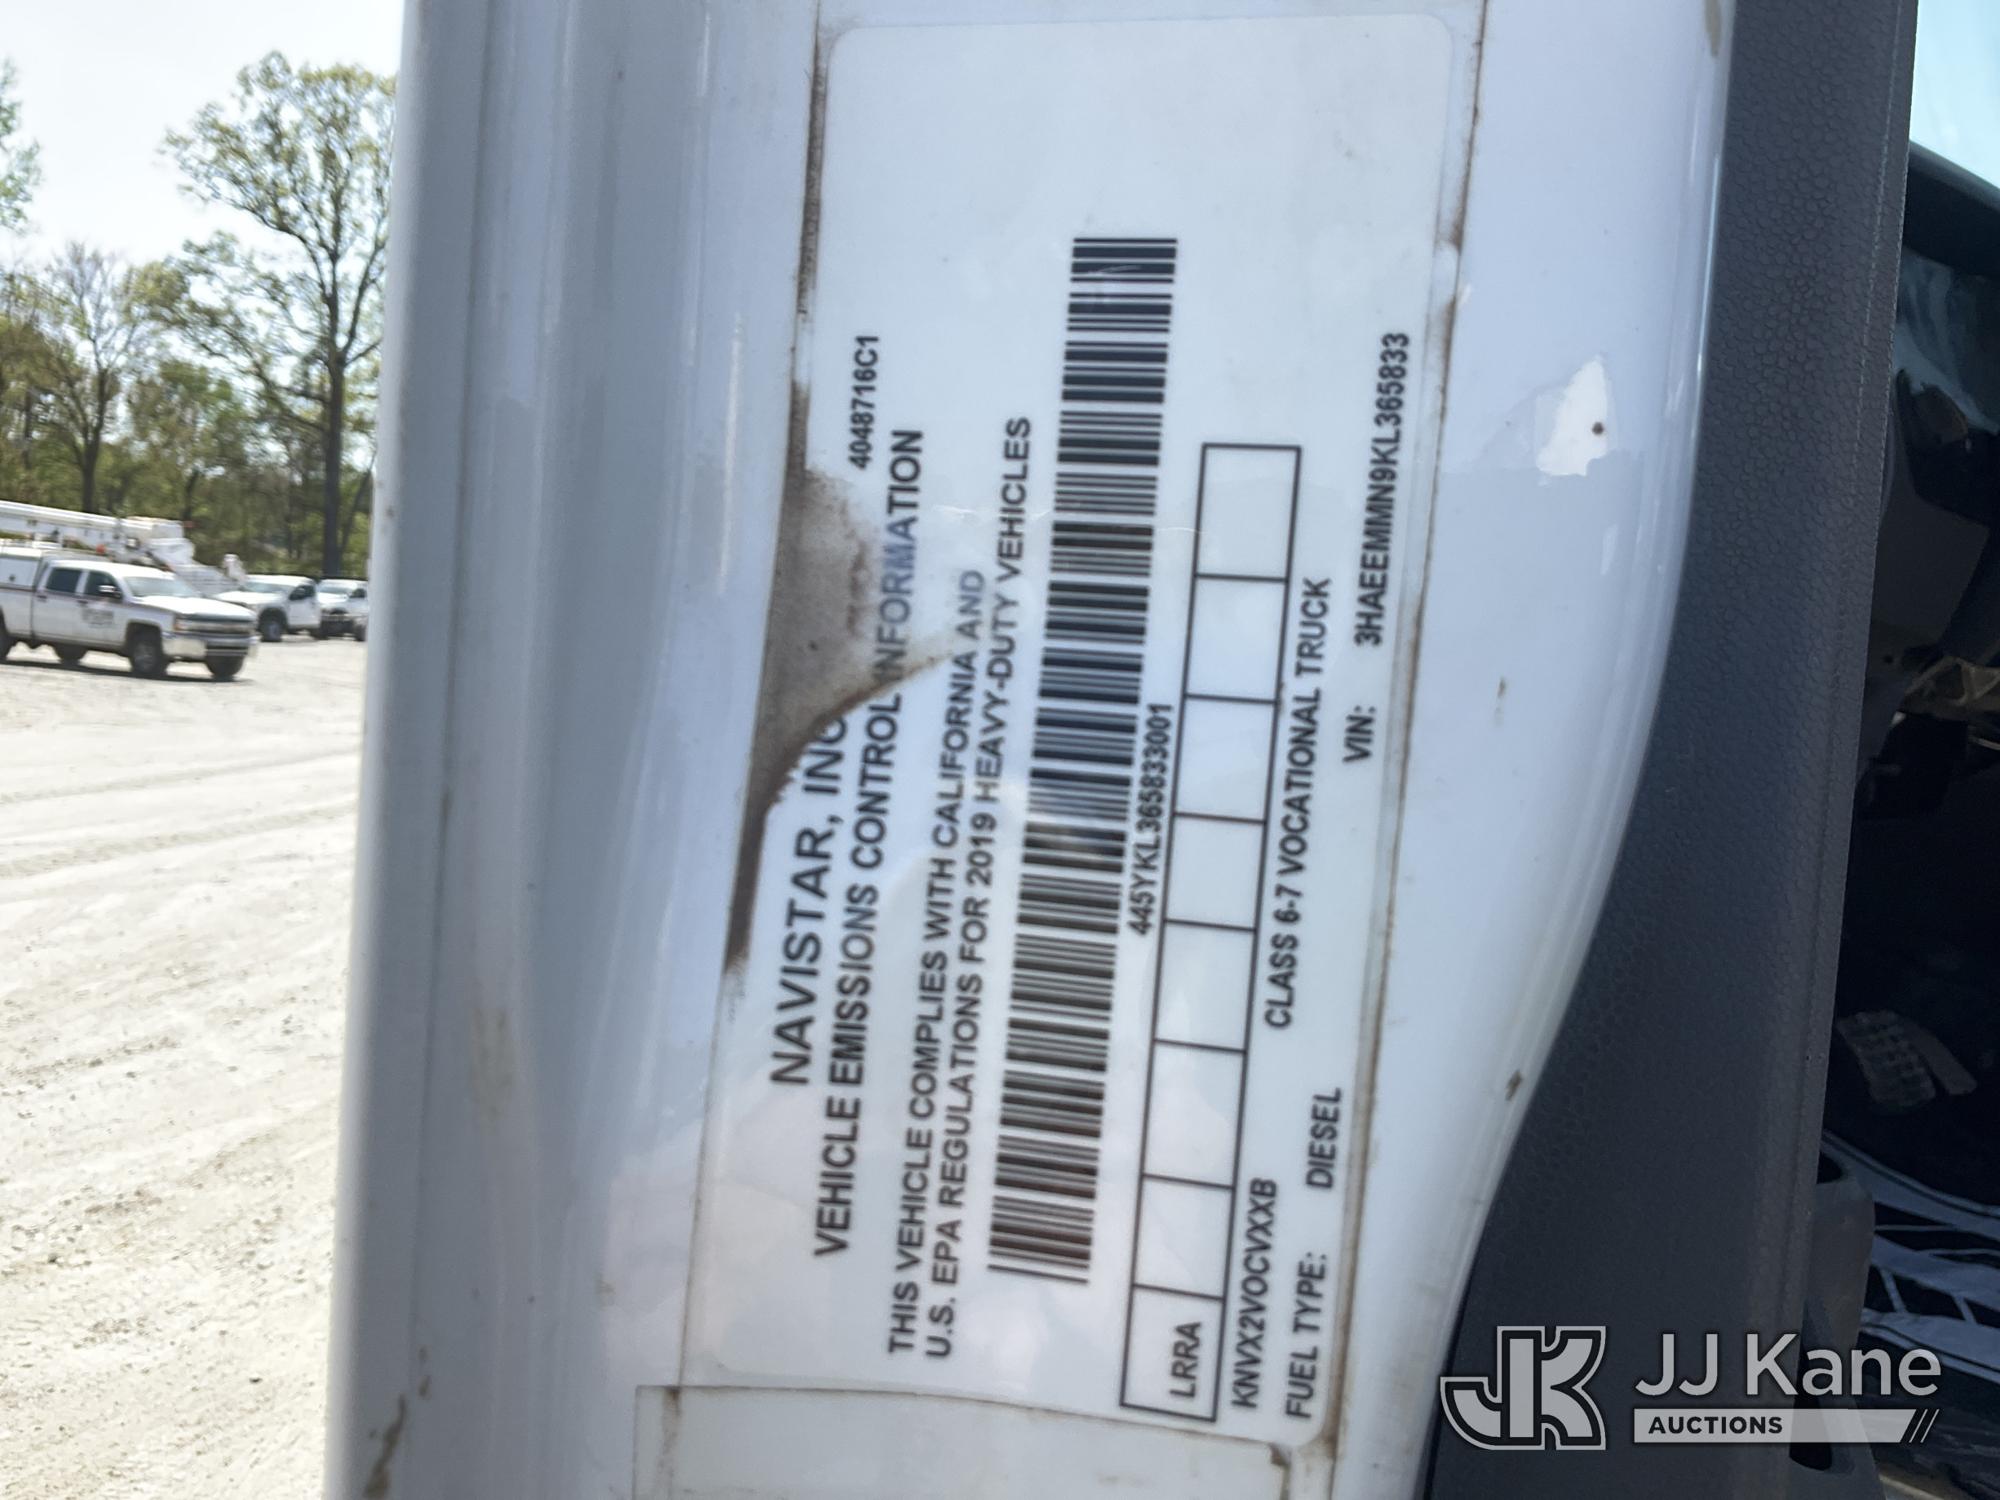 4048716C1
NAVISTAR, INC
VEHICLE EMISSIONS CONTROL INFORMATION
THIS VEHICLE COMPLIES WITH CALIFORNIA AND
U.S. EPA REGULATIONS FOR 2019 HEAVY-DUTY VEHICLES
445YKL365833001
LRRA
KNVX2VOCVXXB CLASS 6-7 VOCATIONAL TRUCK
FUEL TYPE: DIESEL VIN: 3HAEEMMN9KL365833
JK JJ Kane
AUCTIONS